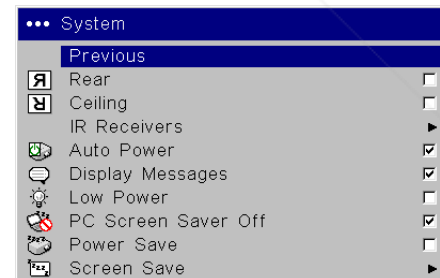 ••• System
Previous
Rear
Ceiling
IR Receivers
Auto Power
Display Messages
Low Power
PC Screen Saver Off
Power Save
Screen Save